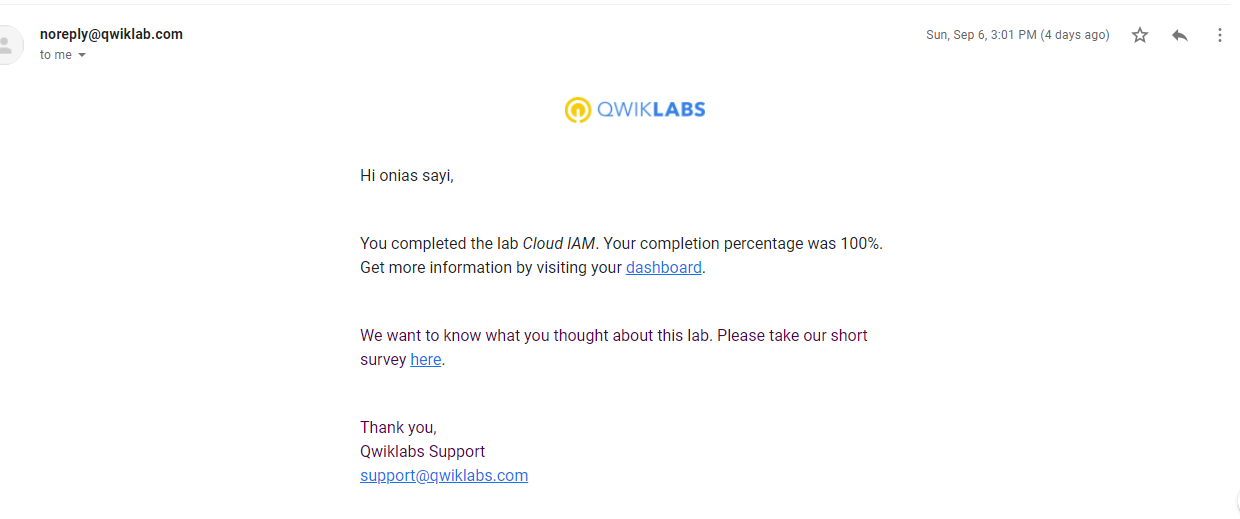 noreply@qwiklab.com
Sun, Sep 6, 3:01 PM (4 days ago)
to me
QWIKLABS
Hi onias sayi,
You completed the lab Cloud IAM. Your completion percentage was 100%.
Get more information by visiting your dashboard.
We want to know what you thought about this lab. Please take our short
survey here.
Thank you,
Qwiklabs Support
support@qwiklabs.com